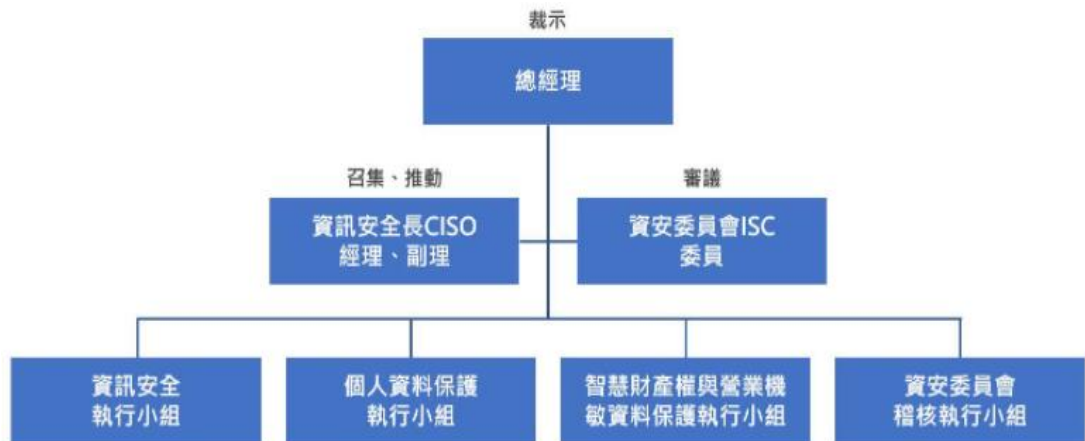 裁示
總經理
召集、推動
審議
資訊安全長CISO
經理、副理
資安委員會ISC
委員
資訊安全
執行小組
個人資料保護
執行小組
智慧財產權與營業機
敏資料保護執行小組
資安委員會
稽核執行小組